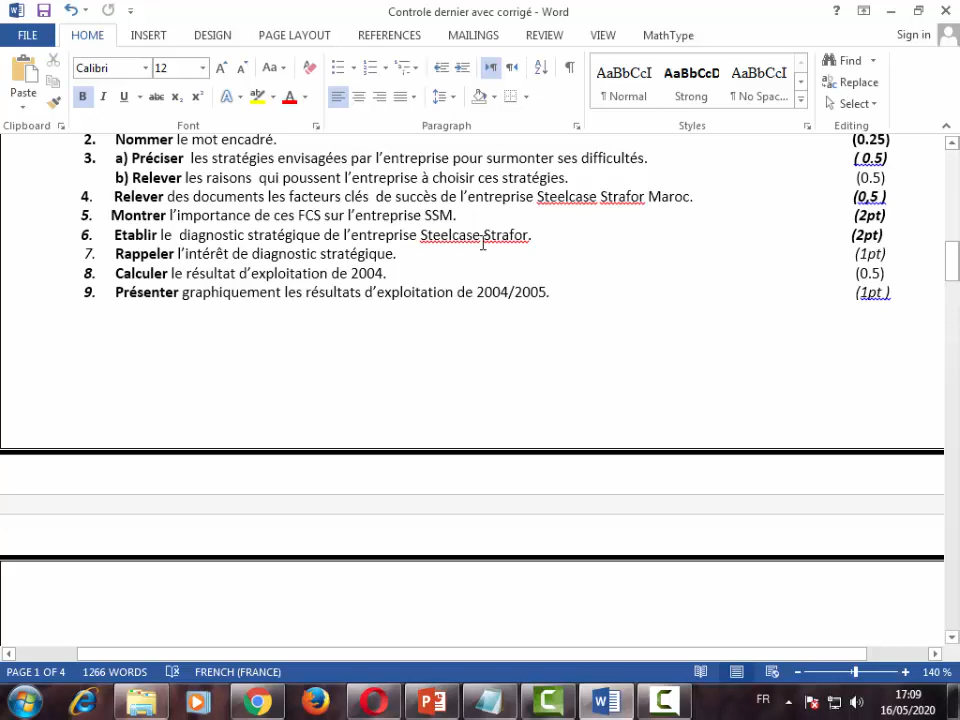 Controle dernier avec corrigé - Word
?
FILE HOME INSERT DESIGN PAGE LAYOUT REFERENCES MAILINGS REVIEW VIEW MathType Sign in
Paste
Calibri 12
Aa
B I U abc x₂ x² A ab A
AaBbCcI AaBbCcD AaBbCcI
¶ Normal Strong ¶ No Spac...
Find
Replace
Select
Clipboard Font Paragraph Styles Editing
2. Nommer le mot encadré. (0.25)
3. a) Préciser les stratégies envisagées par l’entreprise pour surmonter ses difficultés. ( 0.5)
b) Relever les raisons qui poussent l’entreprise à choisir ces stratégies. (0.5)
4. Relever des documents les facteurs clés de succès de l’entreprise Steelcase Strafor Maroc. (0,5 )
5. Montrer l’importance de ces FCS sur l’entreprise SSM. (2pt)
6. Etablir le diagnostic stratégique de l’entreprise Steelcase Strafor. (2pt)
7. Rappeler l’intérêt de diagnostic stratégique. (1pt)
8. Calculer le résultat d’exploitation de 2004. (0.5)
9. Présenter graphiquement les résultats d’exploitation de 2004/2005. (1pt )
PAGE 1 OF 4 1266 WORDS FRENCH (FRANCE) 140 %
FR 17:09
16/05/2020